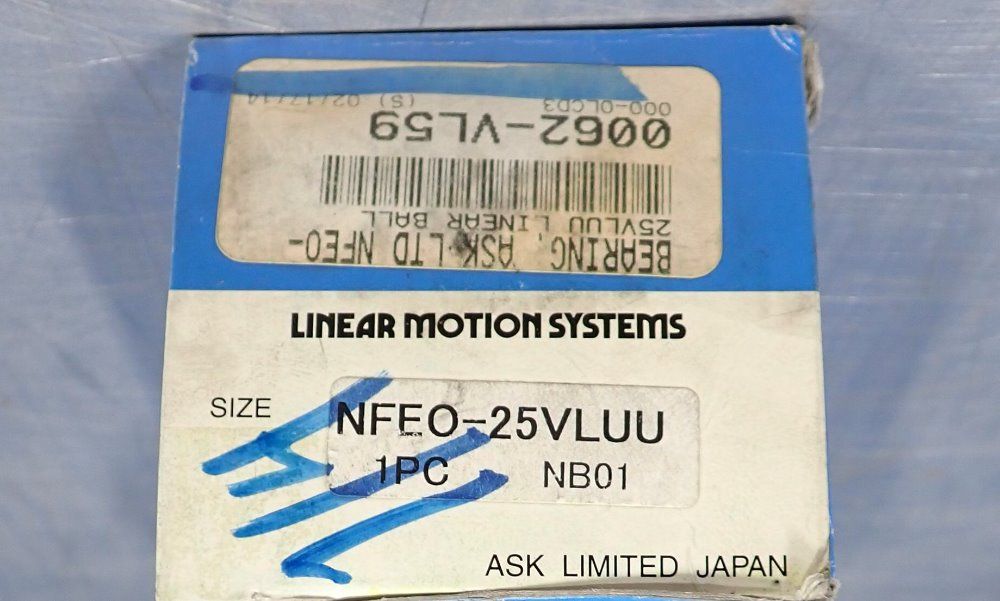 BEARING, ASK LTD NFEO-
25VLUU LINEAR BALL
0062-VL59
000-0LCD3 (S) 02/17/14
LINEAR MOTION SYSTEMS
SIZE NFEO-25VLUU
1PC NB01
ASK LIMITED JAPAN